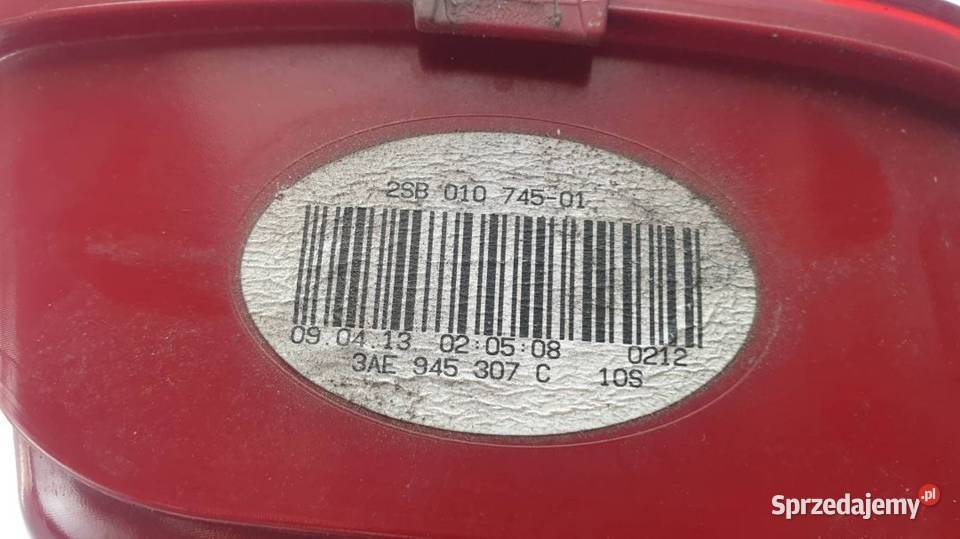 2SB 010 745-01
09.04.13 02:05:08 0212
3AE 945 307 C 10S
Sprzedajemy.pl